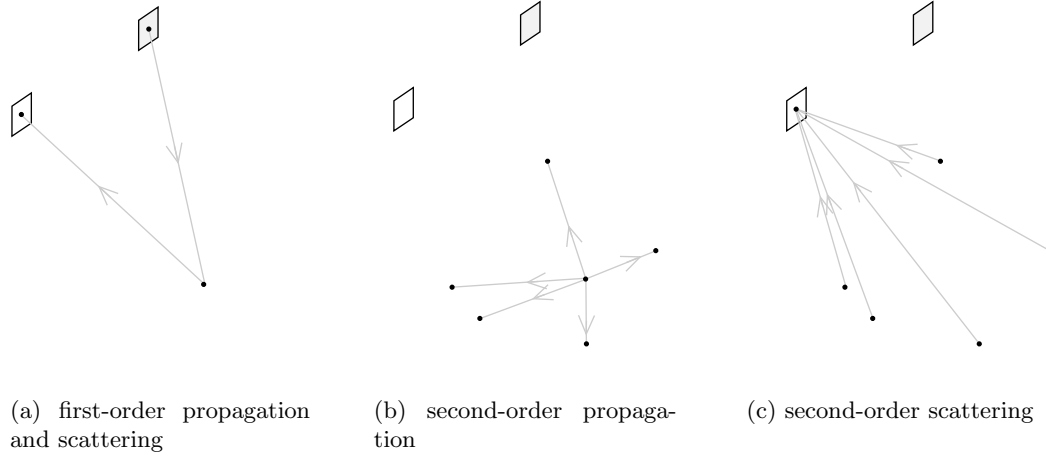 (a) first-order propagation
and scattering
(b) second-order propaga-
tion
(c) second-order scattering